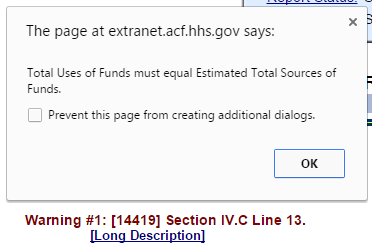 Report Status: S
The page at extranet.acf.hhs.gov says:
Total Uses of Funds must equal Estimated Total Sources of
Funds.
Prevent this page from creating additional dialogs.
OK
Warning #1: [14419] Section IV.C Line 13.
[Long Description]